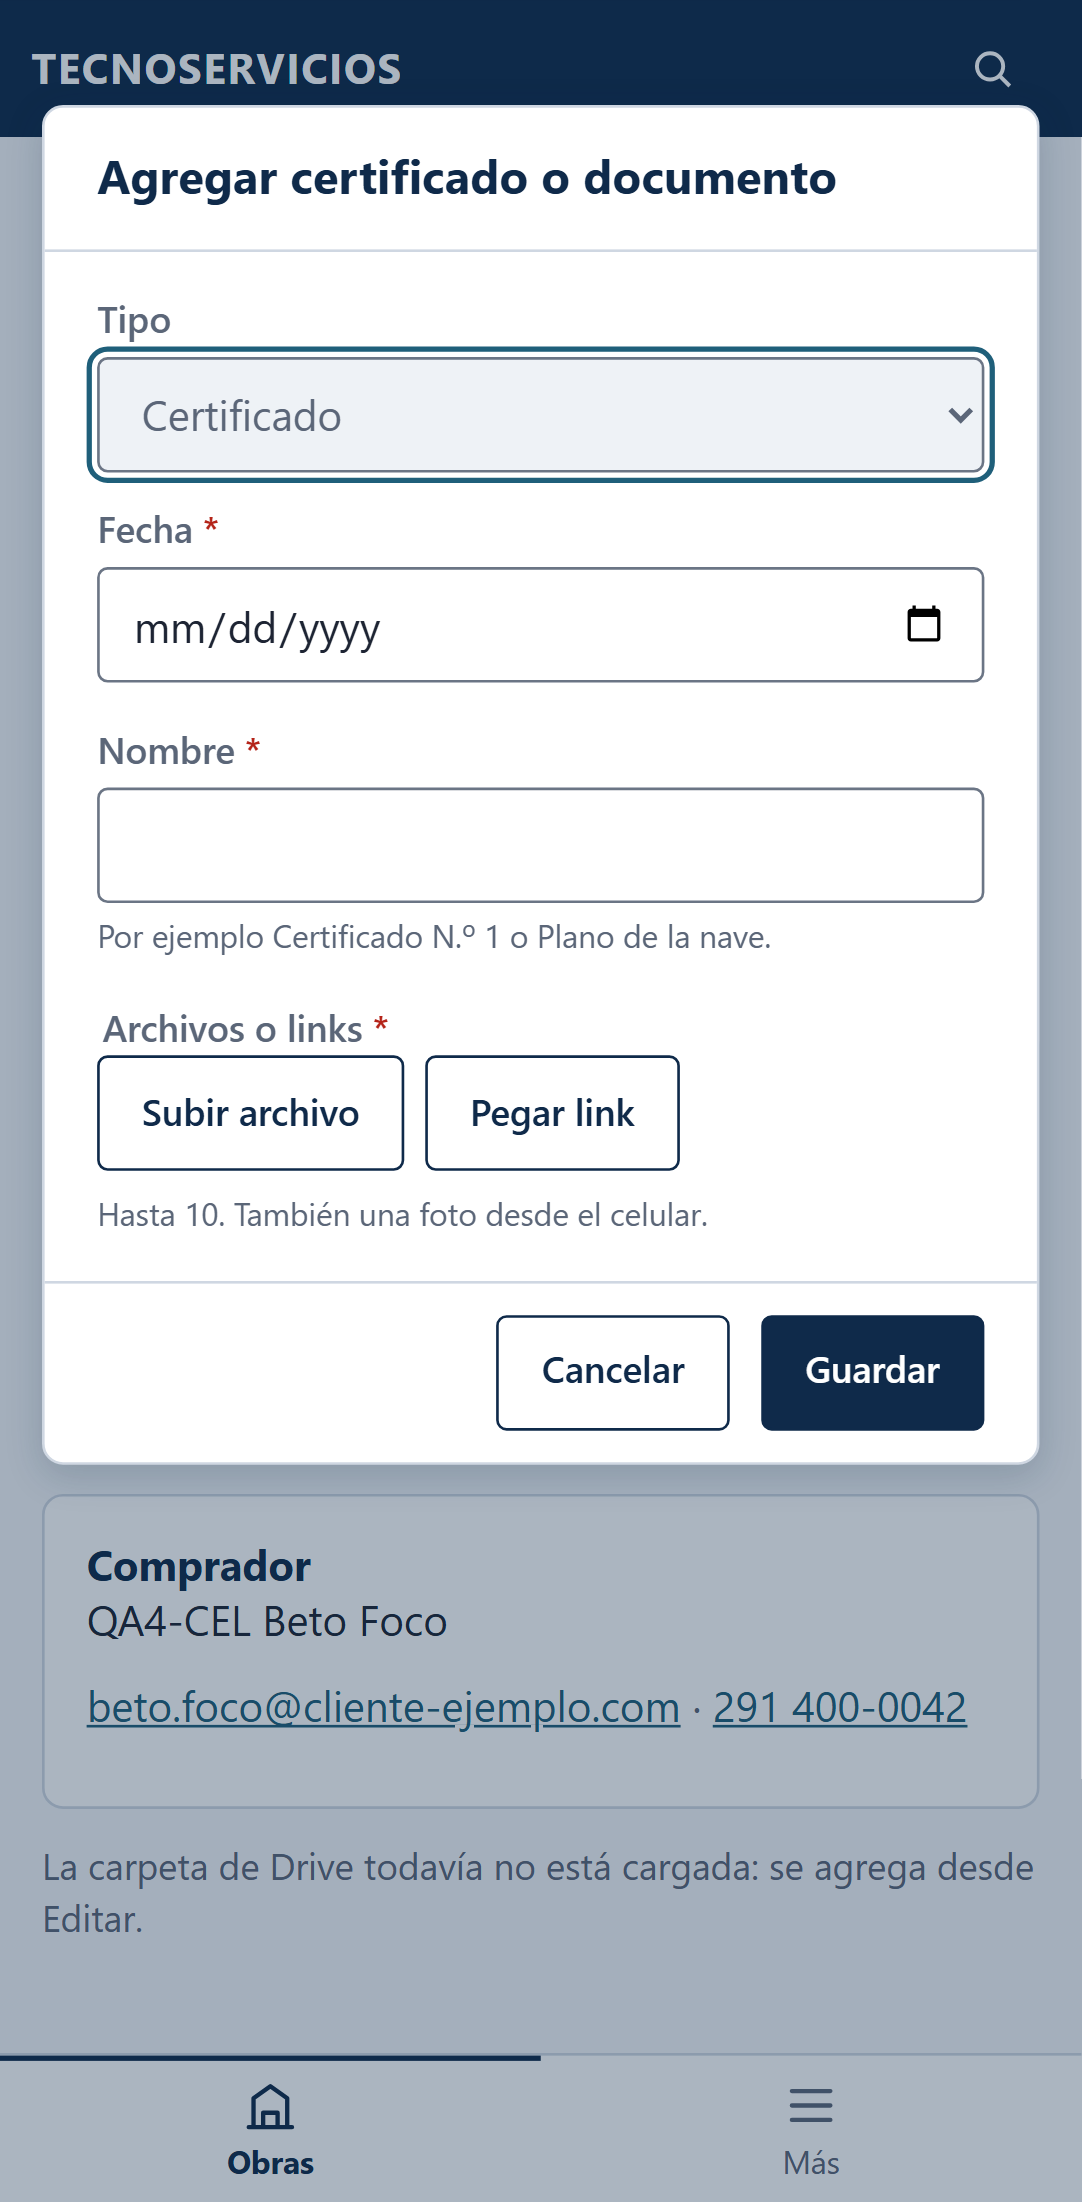 TECNOSERVICIOS
Agregar certificado o documento
Tipo
Certificado
Fecha *
mm/dd/yyyy
Nombre *
Por ejemplo Certificado N.º 1 o Plano de la nave.
Archivos o links *
Subir archivo Pegar link
Hasta 10. También una foto desde el celular.
Cancelar Guardar
Comprador
QA4-CEL Beto Foco
beto.foco@cliente-ejemplo.com · 291 400-0042
La carpeta de Drive todavía no está cargada: se agrega desde
Editar.
Obras Más